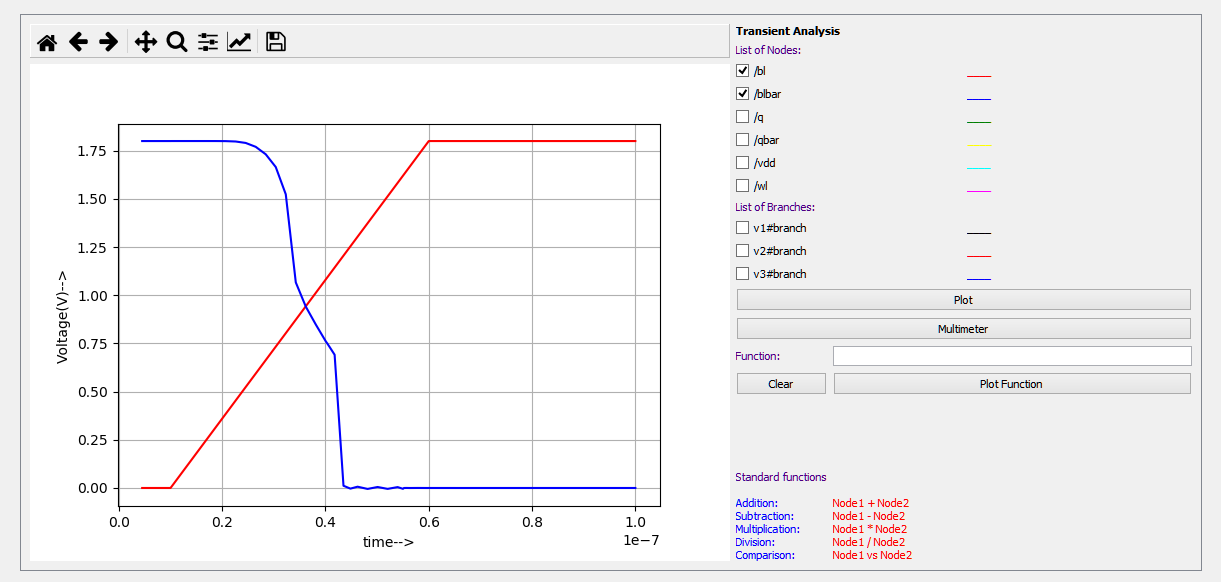 Transient Analysis
List of Nodes:
/bl
/blbar
/q
/qbar
/vdd
/wl
List of Branches:
v1#branch
v2#branch
v3#branch
Plot
Multimeter
Function:
Clear Plot Function
Standard functions
Addition: Node1 + Node2
Subtraction: Node1 - Node2
Multiplication: Node1 * Node2
Division: Node1 / Node2
Comparison: Node1 vs Node2
Voltage(V)-->
1.75
1.50
1.25
1.00
0.75
0.50
0.25
0.00
0.0 0.2 0.4 0.6 0.8 1.0
time-->
1e−7